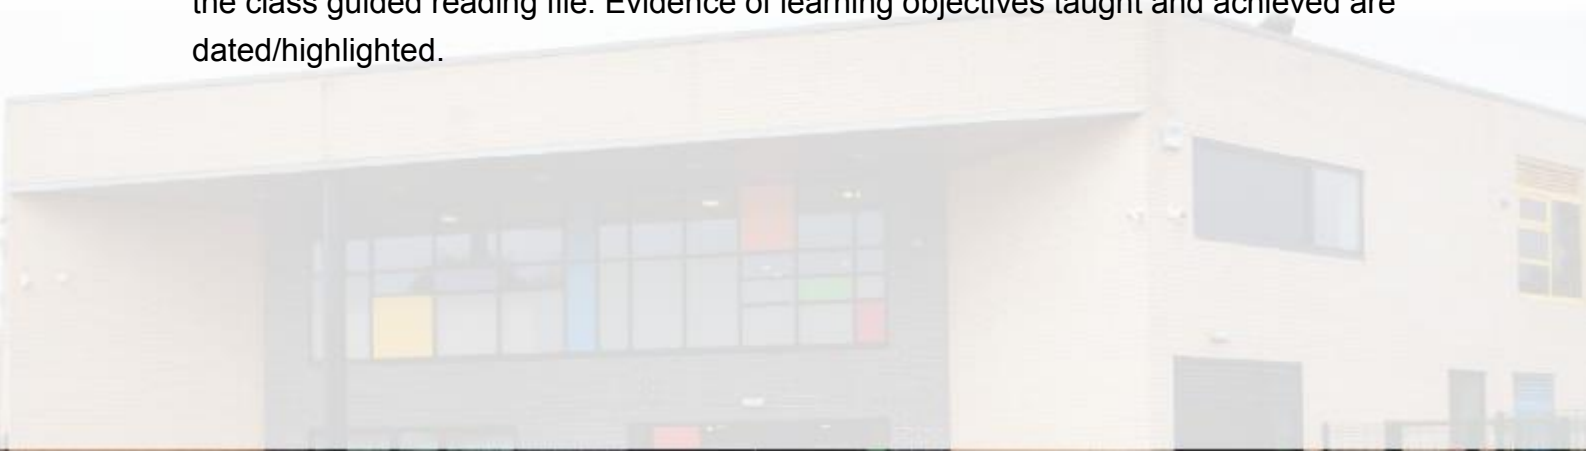 the class guided reading file. Evidence of learning objectives taught and achieved are
dated/highlighted.